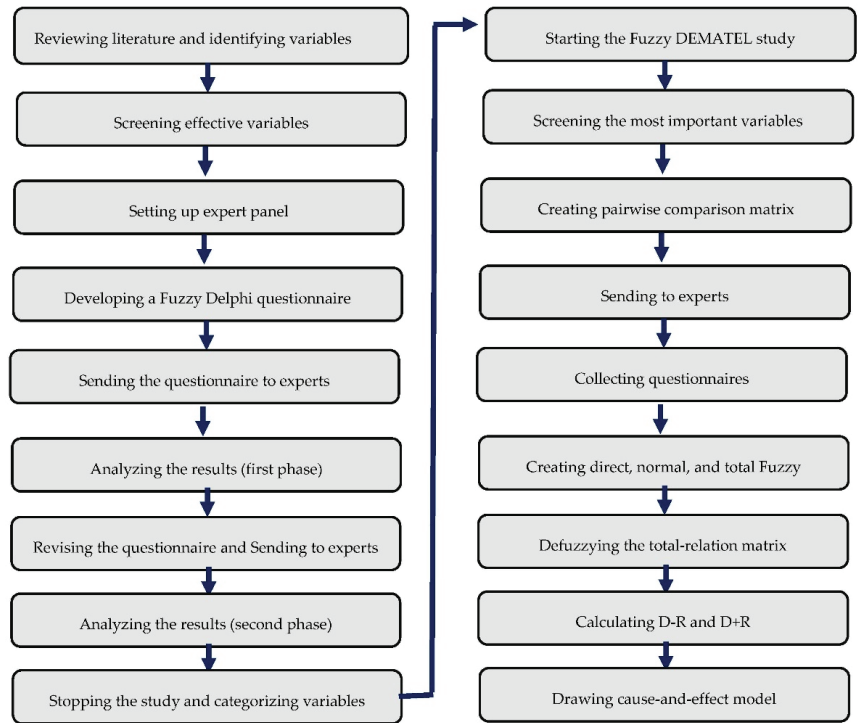 Reviewing literature and identifying variables
Screening effective variables
Setting up expert panel
Developing a Fuzzy Delphi questionnaire
Sending the questionnaire to experts
Analyzing the results (first phase)
Revising the questionnaire and Sending to experts
Analyzing the results (second phase)
Stopping the study and categorizing variables
Starting the Fuzzy DEMATEL study
Screening the most important variables
Creating pairwise comparison matrix
Sending to experts
Collecting questionnaires
Creating direct, normal, and total Fuzzy
Defuzzying the total-relation matrix
Calculating D-R and D+R
Drawing cause-and-effect model